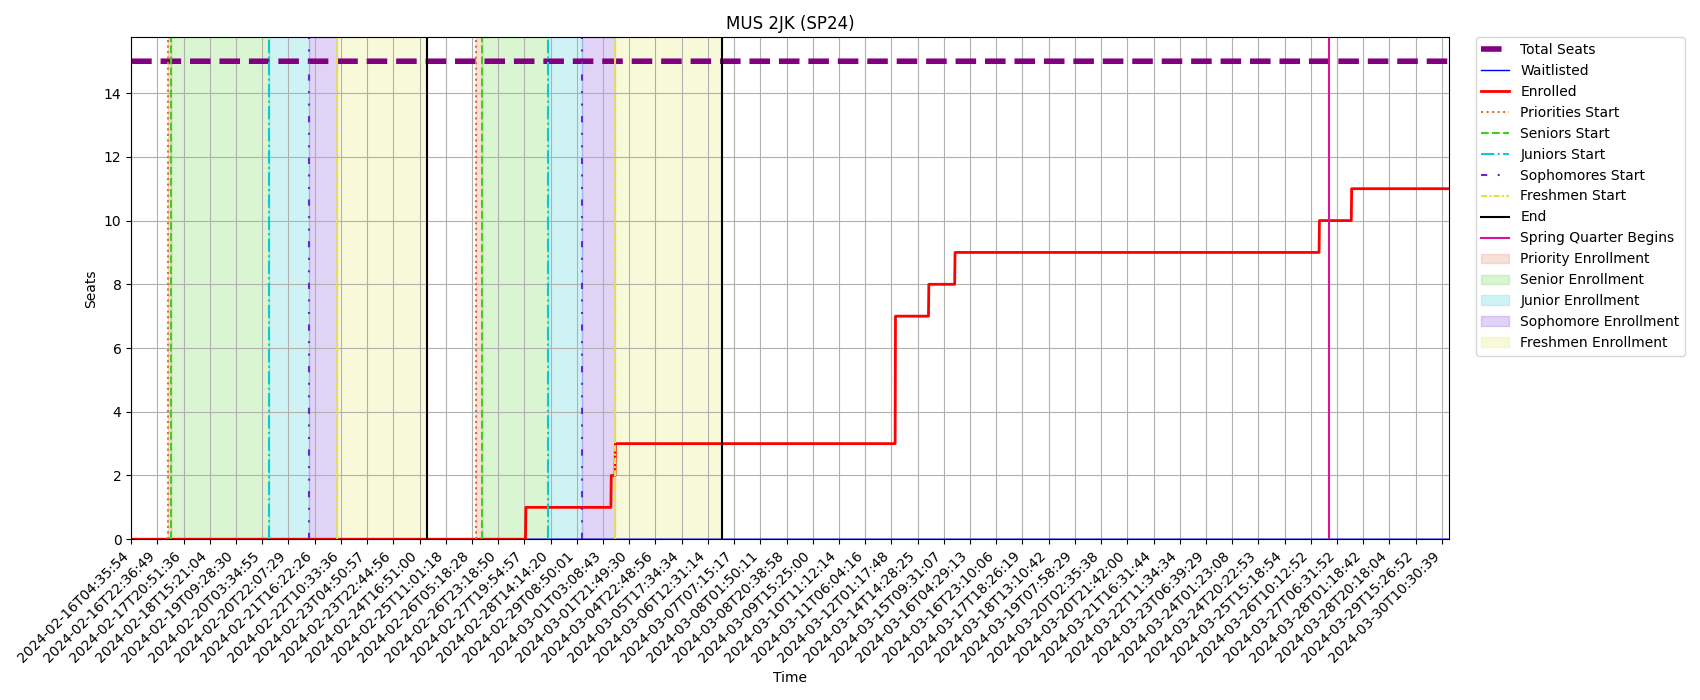 MUS 2JK (SP24)
Seats
14
12
10
8
6
4
2
0
2024-02-16T04:35:54
2024-02-16T22:36:49
2024-02-17T20:51:36
2024-02-18T15:21:04
2024-02-19T09:28:30
2024-02-20T03:34:55
2024-02-20T22:07:29
2024-02-21T16:22:26
2024-02-22T10:33:36
2024-02-23T04:50:57
2024-02-23T22:44:56
2024-02-24T16:51:00
2024-02-25T11:01:18
2024-02-26T05:18:28
2024-02-26T23:18:50
2024-02-27T19:54:57
2024-02-28T14:14:20
2024-02-29T08:50:01
2024-03-01T03:08:43
2024-03-01T21:49:30
2024-03-04T22:48:56
2024-03-05T17:34:34
2024-03-06T12:31:14
2024-03-07T07:15:17
2024-03-08T01:50:11
2024-03-08T20:38:58
2024-03-09T15:25:00
2024-03-10T11:12:14
2024-03-11T06:04:16
2024-03-12T01:17:48
2024-03-14T14:28:25
2024-03-15T09:31:07
2024-03-16T04:29:13
2024-03-16T23:10:06
2024-03-17T18:26:19
2024-03-18T13:10:42
2024-03-19T07:58:29
2024-03-20T02:35:38
2024-03-20T21:42:00
2024-03-21T16:31:44
2024-03-22T11:34:34
2024-03-23T06:39:29
2024-03-24T01:23:08
2024-03-24T20:22:53
2024-03-25T15:18:54
2024-03-26T10:12:52
2024-03-27T06:31:52
2024-03-28T01:18:42
2024-03-28T20:18:04
2024-03-29T15:26:52
2024-03-30T10:30:39
Time
Total Seats
Waitlisted
Enrolled
Priorities Start
Seniors Start
Juniors Start
Sophomores Start
Freshmen Start
End
Spring Quarter Begins
Priority Enrollment
Senior Enrollment
Junior Enrollment
Sophomore Enrollment
Freshmen Enrollment